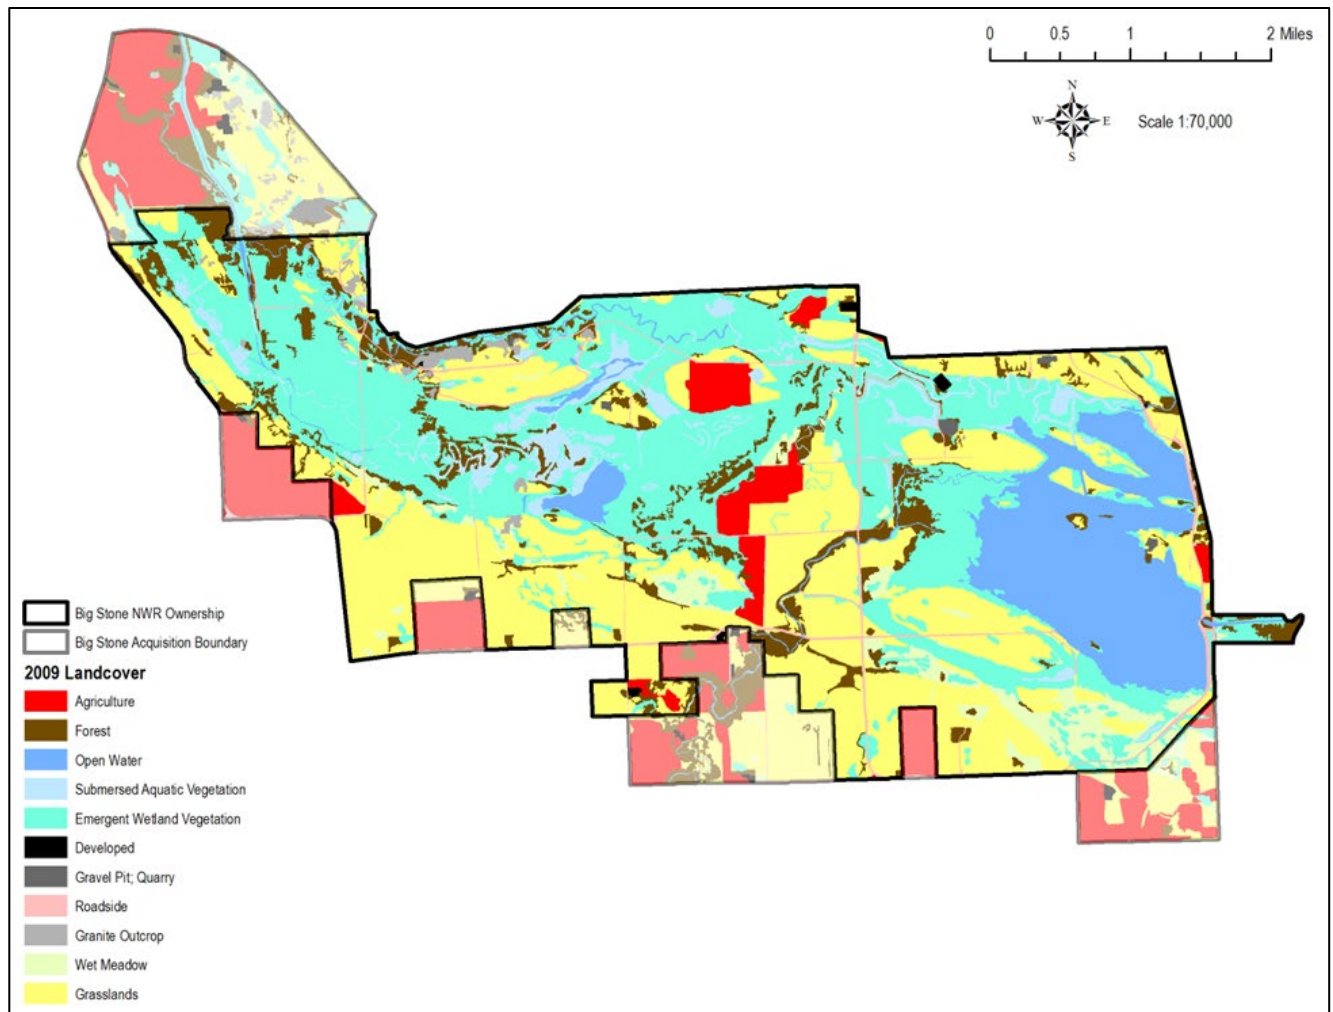 0 0.5 1 2 Miles
N
W E
S
Scale 1:70,000
Big Stone NWR Ownership
Big Stone Acquisition Boundary
2009 Landcover
Agriculture
Forest
Open Water
Submersed Aquatic Vegetation
Emergent Wetland Vegetation
Developed
Gravel Pit; Quarry
Roadside
Granite Outcrop
Wet Meadow
Grasslands